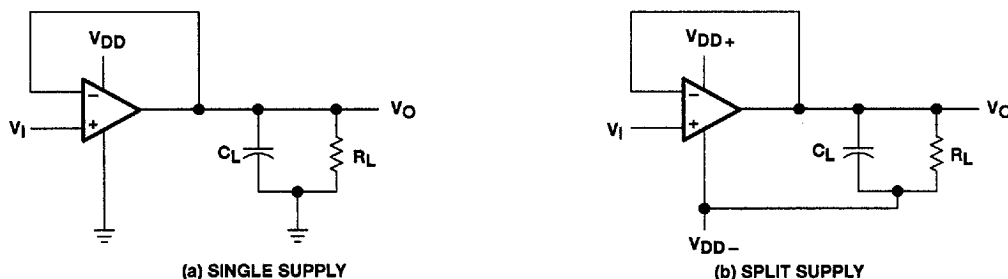 VDD
−
+
VI
VO
CL
RL
(a) SINGLE SUPPLY
VDD+
−
+
VI
VO
CL
RL
VDD−
(b) SPLIT SUPPLY